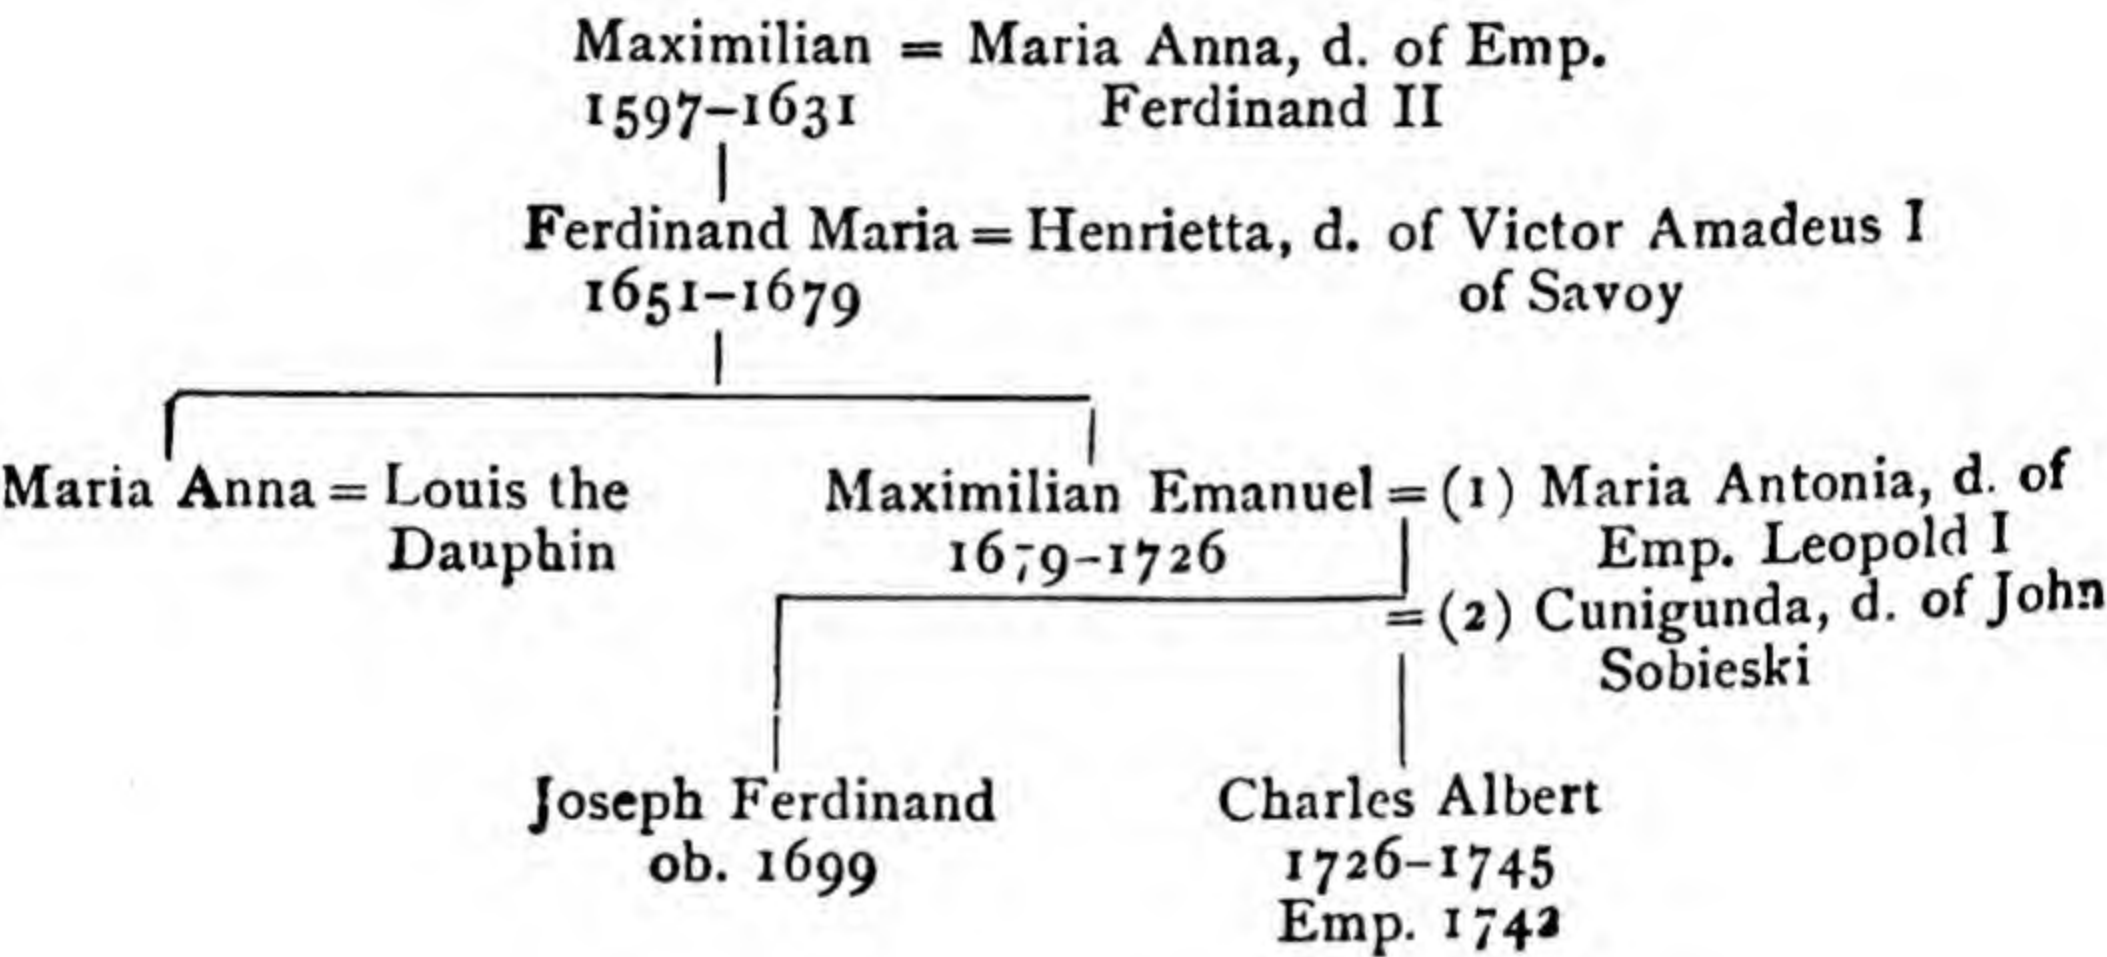 Maximilian = Maria Anna, d. of Emp.
1597–1631 Ferdinand II
Ferdinand Maria = Henrietta, d. of Victor Amadeus I
1651–1679 of Savoy
Maria Anna = Louis the
Dauphin
Maximilian Emanuel = (1) Maria Antonia, d. of
1679–1726 Emp. Leopold I
= (2) Cunigunda, d. of John
Sobieski
Joseph Ferdinand
ob. 1699
Charles Albert
1726–1745
Emp. 1742